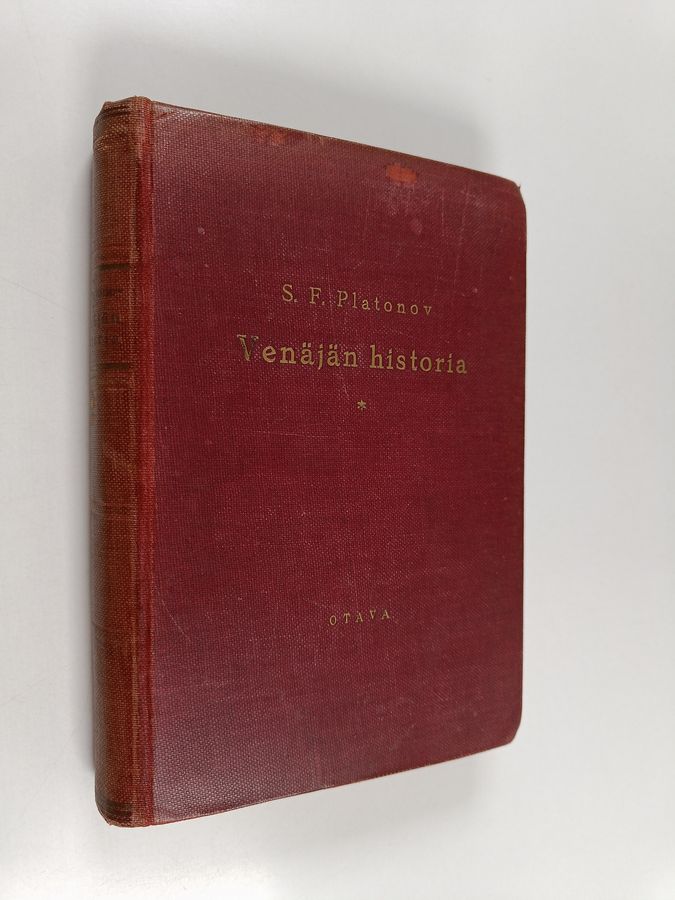 S. F. Platonov
Venäjän historia
*
OTAVA